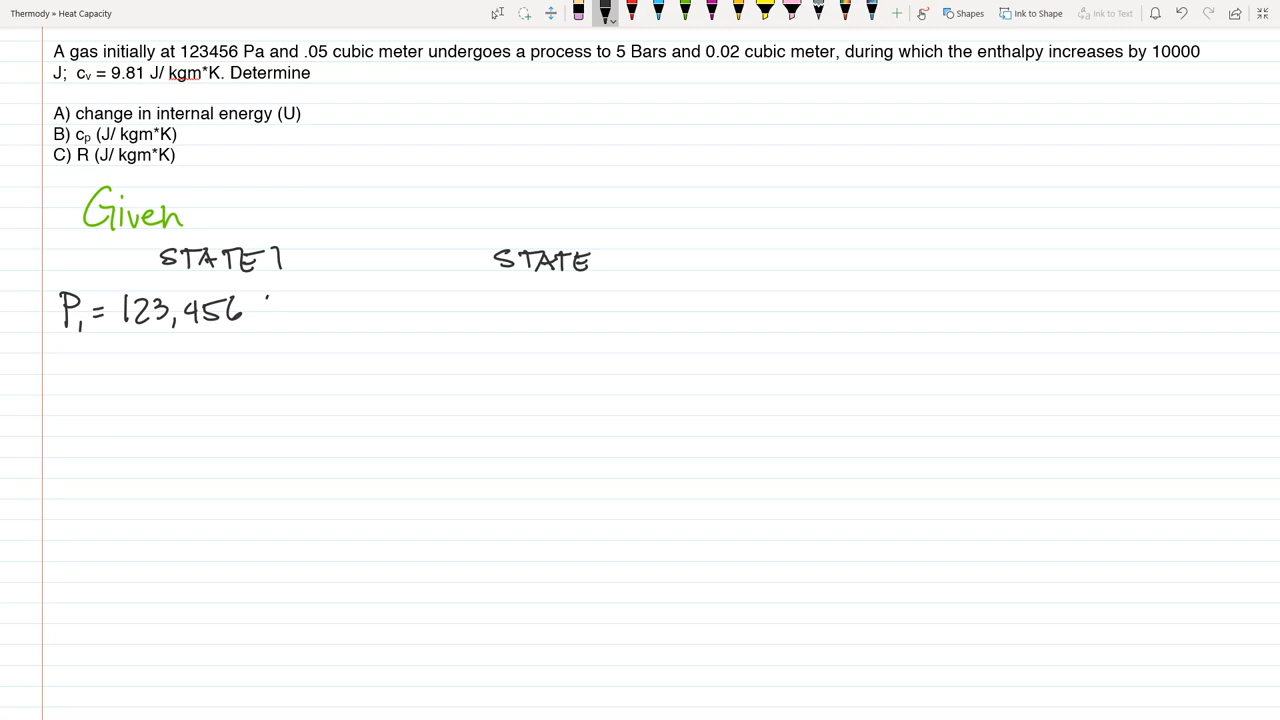 Thermody » Heat Capacity
Shapes Ink to Shape Ink to Text
A gas initially at 123456 Pa and .05 cubic meter undergoes a process to 5 Bars and 0.02 cubic meter, during which the enthalpy increases by 10000
J; cᵥ = 9.81 J/ kgm*K. Determine
A) change in internal energy (U)
B) cₚ (J/ kgm*K)
C) R (J/ kgm*K)
Given
STATE 1 STATE
P₁ = 123,456